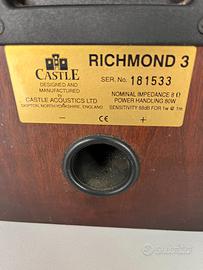 CASTLE
DESIGNED AND
MANUFACTURED
by
CASTLE ACOUSTICS LTD
SKIPTON, NORTH YORKSHIRE, ENGLAND
RICHMOND 3
SER. No. 181533
NOMINAL IMPEDANCE 8 Ω
POWER HANDLING 80W
SENSITIVITY 88dB FOR 1w @ 1m
− CE +
subito